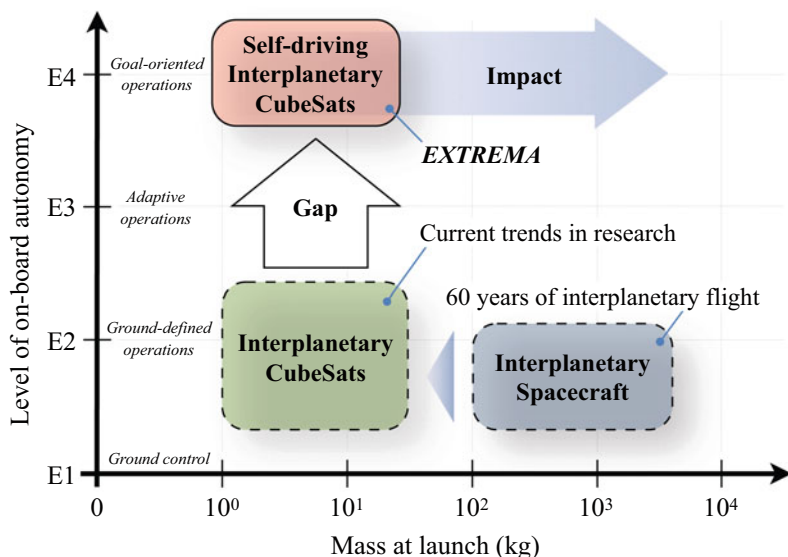 Level of on-board autonomy
E4
E3
E2
E1
Goal-oriented
operations
Adaptive
operations
Ground-defined
operations
Ground control
Self-driving
Interplanetary
CubeSats
Impact
EXTREMA
Gap
Current trends in research
60 years of interplanetary flight
Interplanetary
CubeSats
Interplanetary
Spacecraft
0
10⁰
10¹
10²
10³
10⁴
Mass at launch (kg)